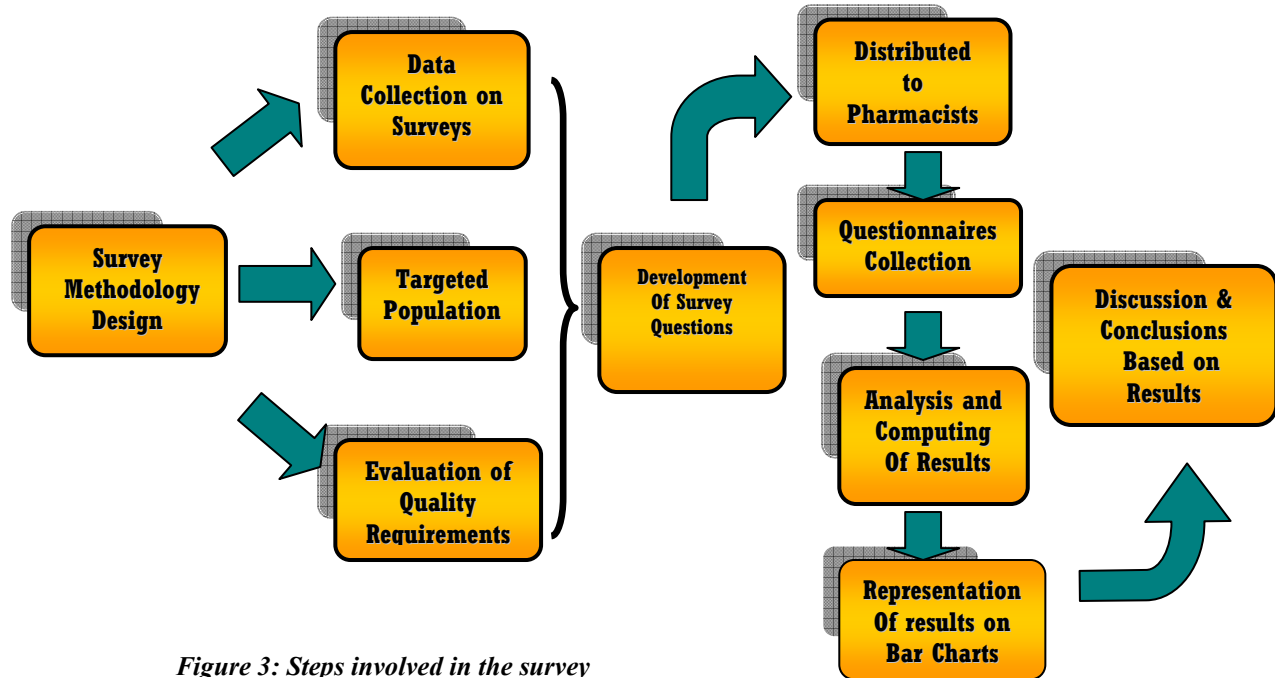 Survey
Methodology
Design
Data
Collection on
Surveys
Targeted
Population
Evaluation of
Quality
Requirements
Development
Of Survey
Questions
Distributed
to
Pharmacists
Questionnaires
Collection
Analysis and
Computing
Of Results
Representation
Of results on
Bar Charts
Discussion &
Conclusions
Based on
Results
Figure 3: Steps involved in the survey